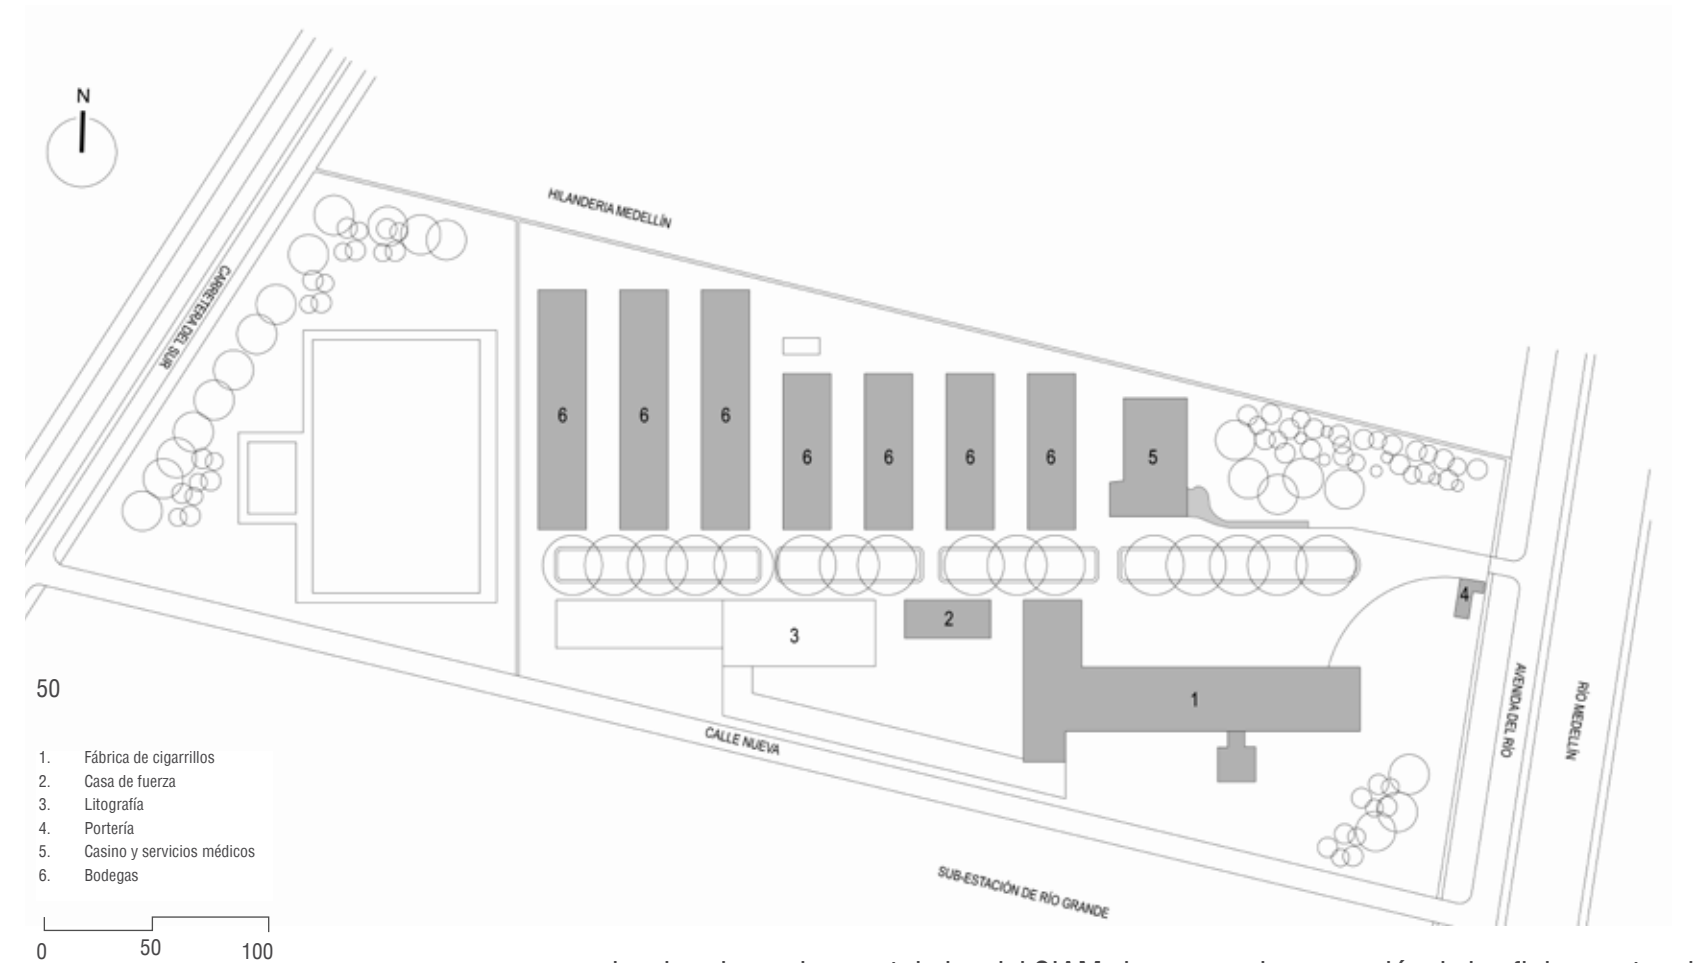 N
HILANDERIA MEDELLÍN
CARRETERA DEL SUR
6
6
6
6
6
6
6
5
4
3
2
1
AVENIDA DEL RÍO
RÍO MEDELLÍN
CALLE NUEVA
SUB-ESTACIÓN DE RÍO GRANDE
50
1. Fábrica de cigarrillos
2. Casa de fuerza
3. Litografía
4. Portería
5. Casino y servicios médicos
6. Bodegas
0 50 100